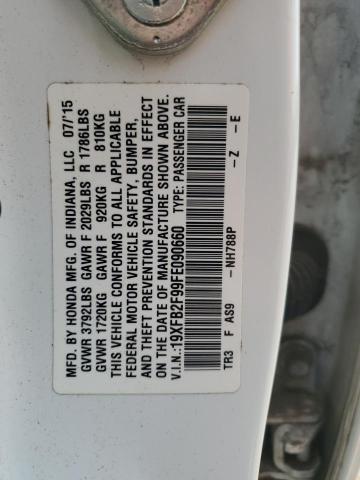 MFD. BY HONDA MFG. OF INDIANA, LLC 07/'15
GVWR 3792LBS GAWR F 2029LBS R 1786LBS
GVWR 1720KG GAWR F 920KG R 810KG
THIS VEHICLE CONFORMS TO ALL APPLICABLE
FEDERAL MOTOR VEHICLE SAFETY, BUMPER,
AND THEFT PREVENTION STANDARDS IN EFFECT
ON THE DATE OF MANUFACTURE SHOWN ABOVE.
V.I.N.: 19XFB2F99FE090660 TYPE: PASSENGER CAR
TR3 F AS9 -NH788P -Z -E